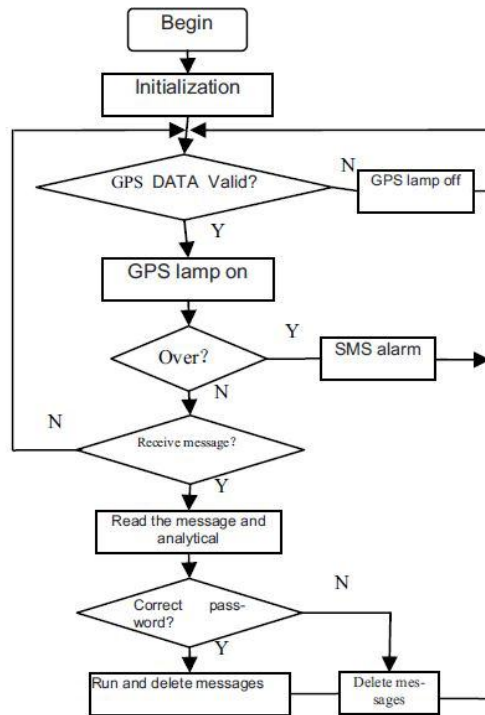 Begin
Initialization
GPS DATA Valid?
N
GPS lamp off
Y
GPS lamp on
Over?
Y
SMS alarm
N
N
Receive message?
Y
Read the message and
analytical
N
Correct pass-
word?
Y
Run and delete messages
Delete mes-
sages